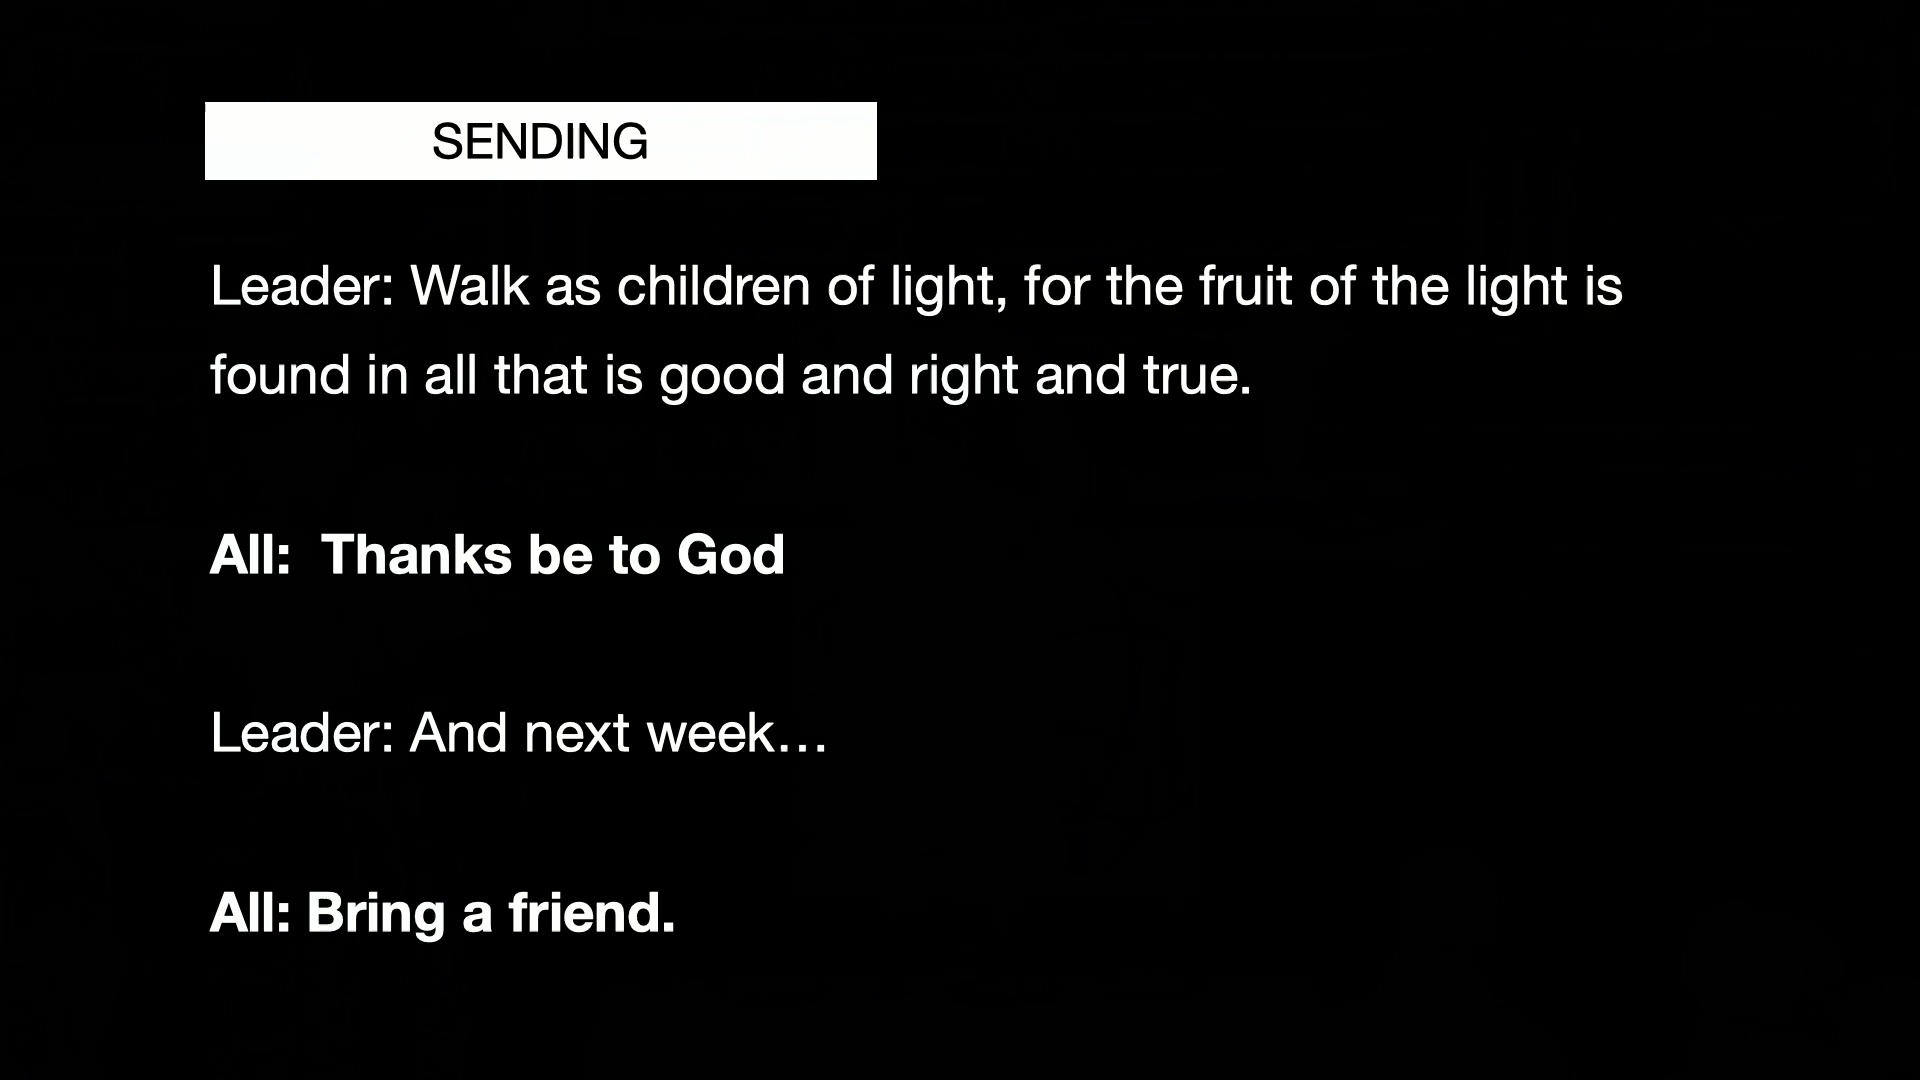 SENDING
Leader: Walk as children of light, for the fruit of the light is
found in all that is good and right and true.
All:  Thanks be to God
Leader: And next week…
All: Bring a friend.